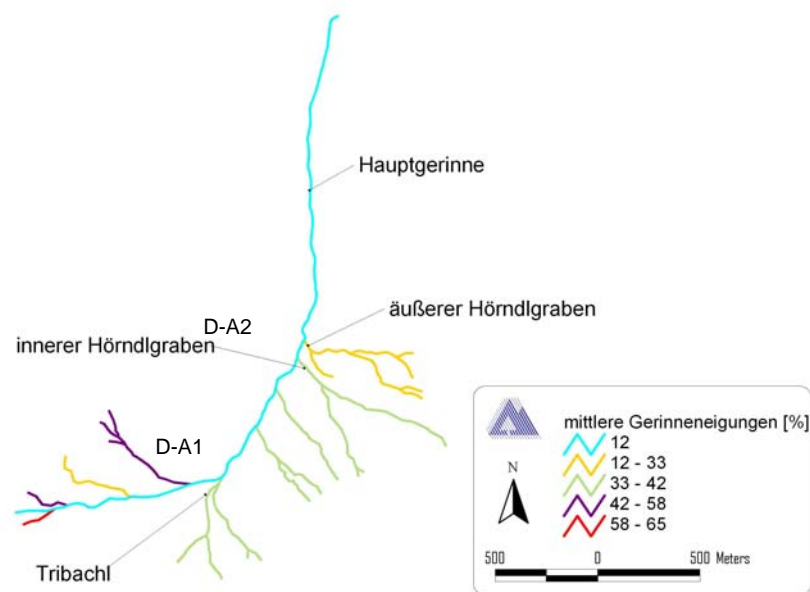 Hauptgerinne
D-A2
äußerer Hörndlgraben
innerer Hörndlgraben
D-A1
Tribachl
mittlere Gerinneneigungen [%]
12
12 - 33
33 - 42
42 - 58
58 - 65
N
500 0 500 Meters